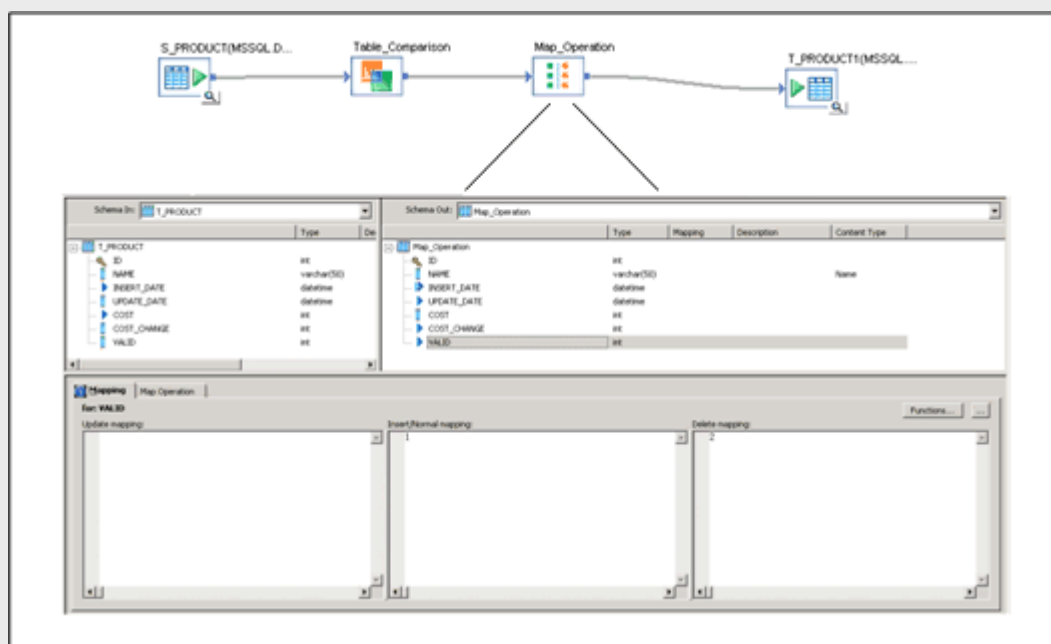 S_PRODUCT(MSSQL D...
Table_Comparison
Map_Operation
T_PRODUCT1(MSSQL ....
Schema In: T_PRODUCT
Type De
T_PRODUCT
ID int
NAME varchar(50)
INSERT_DATE datetime
UPDATE_DATE datetime
COST int
COST_CHANGE int
VALID int
Schema Out: Map_Operation
Type Mapping Description Content Type
Map_Operation
ID int
NAME varchar(50) Name
INSERT_DATE datetime
UPDATE_DATE datetime
COST int
COST_CHANGE int
VALID int
Mapping Map Operation
for: VALID
Functions... ...
Update mapping:
Insert/Normal mapping:
1
Delete mapping:
2